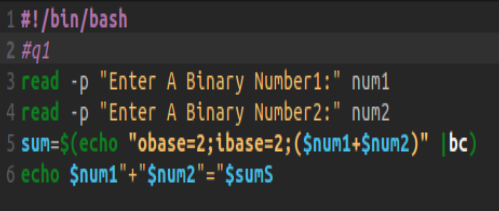 1 #!/bin/bash
2 #q1
3 read -p "Enter A Binary Number1:" num1
4 read -p "Enter A Binary Number2:" num2
5 sum=$(echo "obase=2;ibase=2;($num1+$num2)" |bc)
6 echo $num1"+"$num2"="$sumS